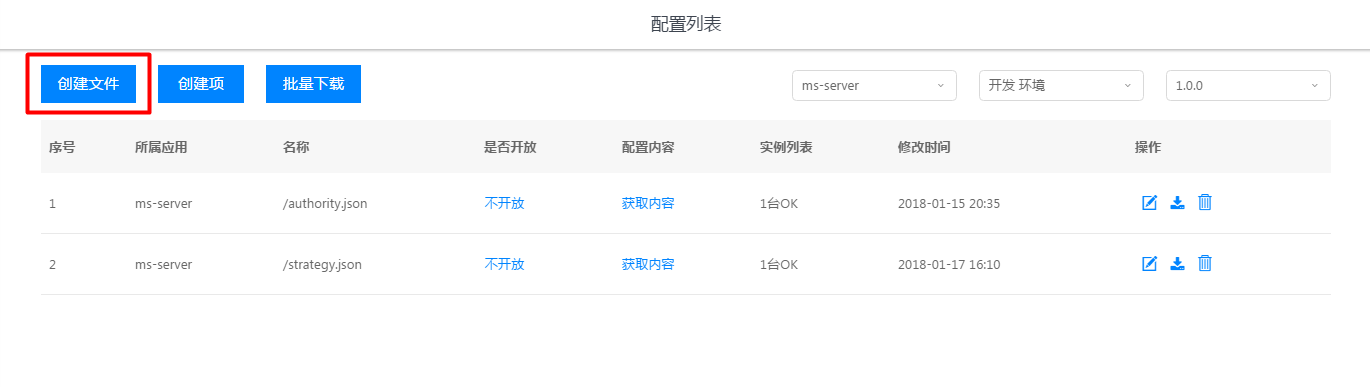 配置列表
创建文件 创建项 批量下载 ms-server 开发 环境 1.0.0
序号 所属应用 名称 是否开放 配置内容 实例列表 修改时间 操作
1 ms-server /authority.json 不开放 获取内容 1台OK 2018-01-15 20:35
2 ms-server /strategy.json 不开放 获取内容 1台OK 2018-01-17 16:10